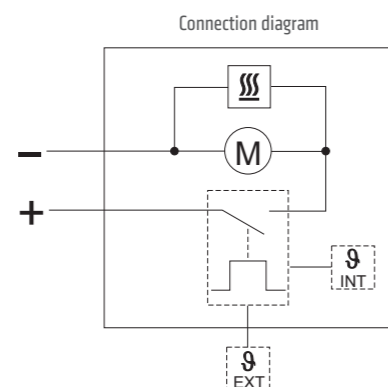 Connection diagram
M
−
+
ϑ
INT
ϑ
EXT